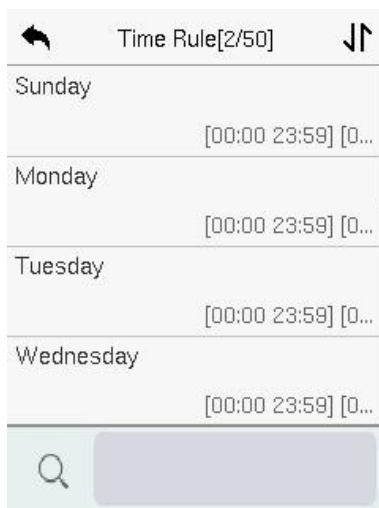 Time Rule[2/50]
Sunday
[00:00 23:59] [0...
Monday
[00:00 23:59] [0...
Tuesday
[00:00 23:59] [0...
Wednesday
[00:00 23:59] [0...